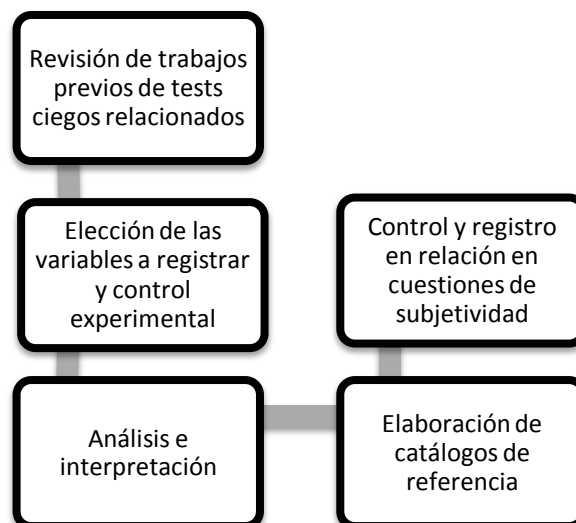 Revisión de trabajos
previos de tests
ciegos relacionados
Elección de las
variables a registrar
y control
experimental
Análisis e
interpretación
Elaboración de
catálogos de
referencia
Control y registro
en relación en
cuestiones de
subjetividad